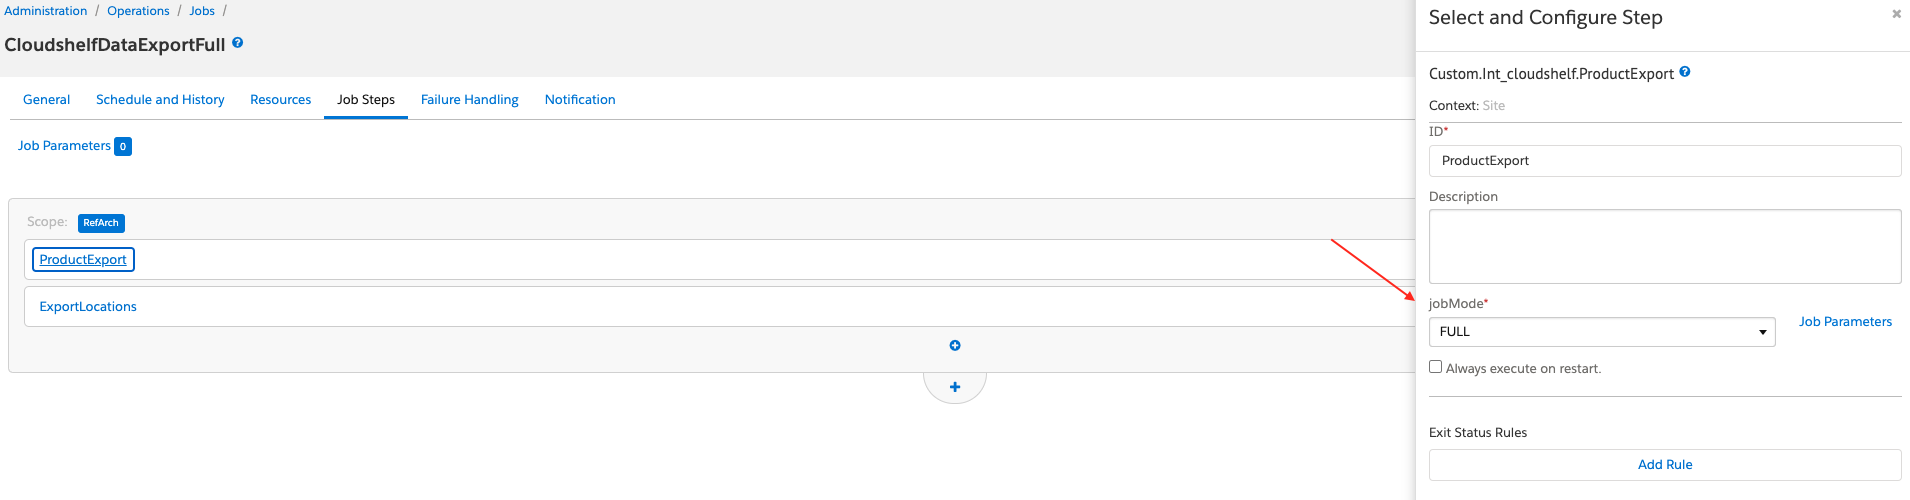 Administration / Operations / Jobs /
CloudshelfDataExportFull ?
General Schedule and History Resources Job Steps Failure Handling Notification
Job Parameters 0
Scope: RefArch
ProductExport
ExportLocations
Select and Configure Step ×
Custom.Int_cloudshelf.ProductExport ?
Context: Site
ID*
ProductExport
Description
jobMode*
FULL Job Parameters
Always execute on restart.
Exit Status Rules
Add Rule